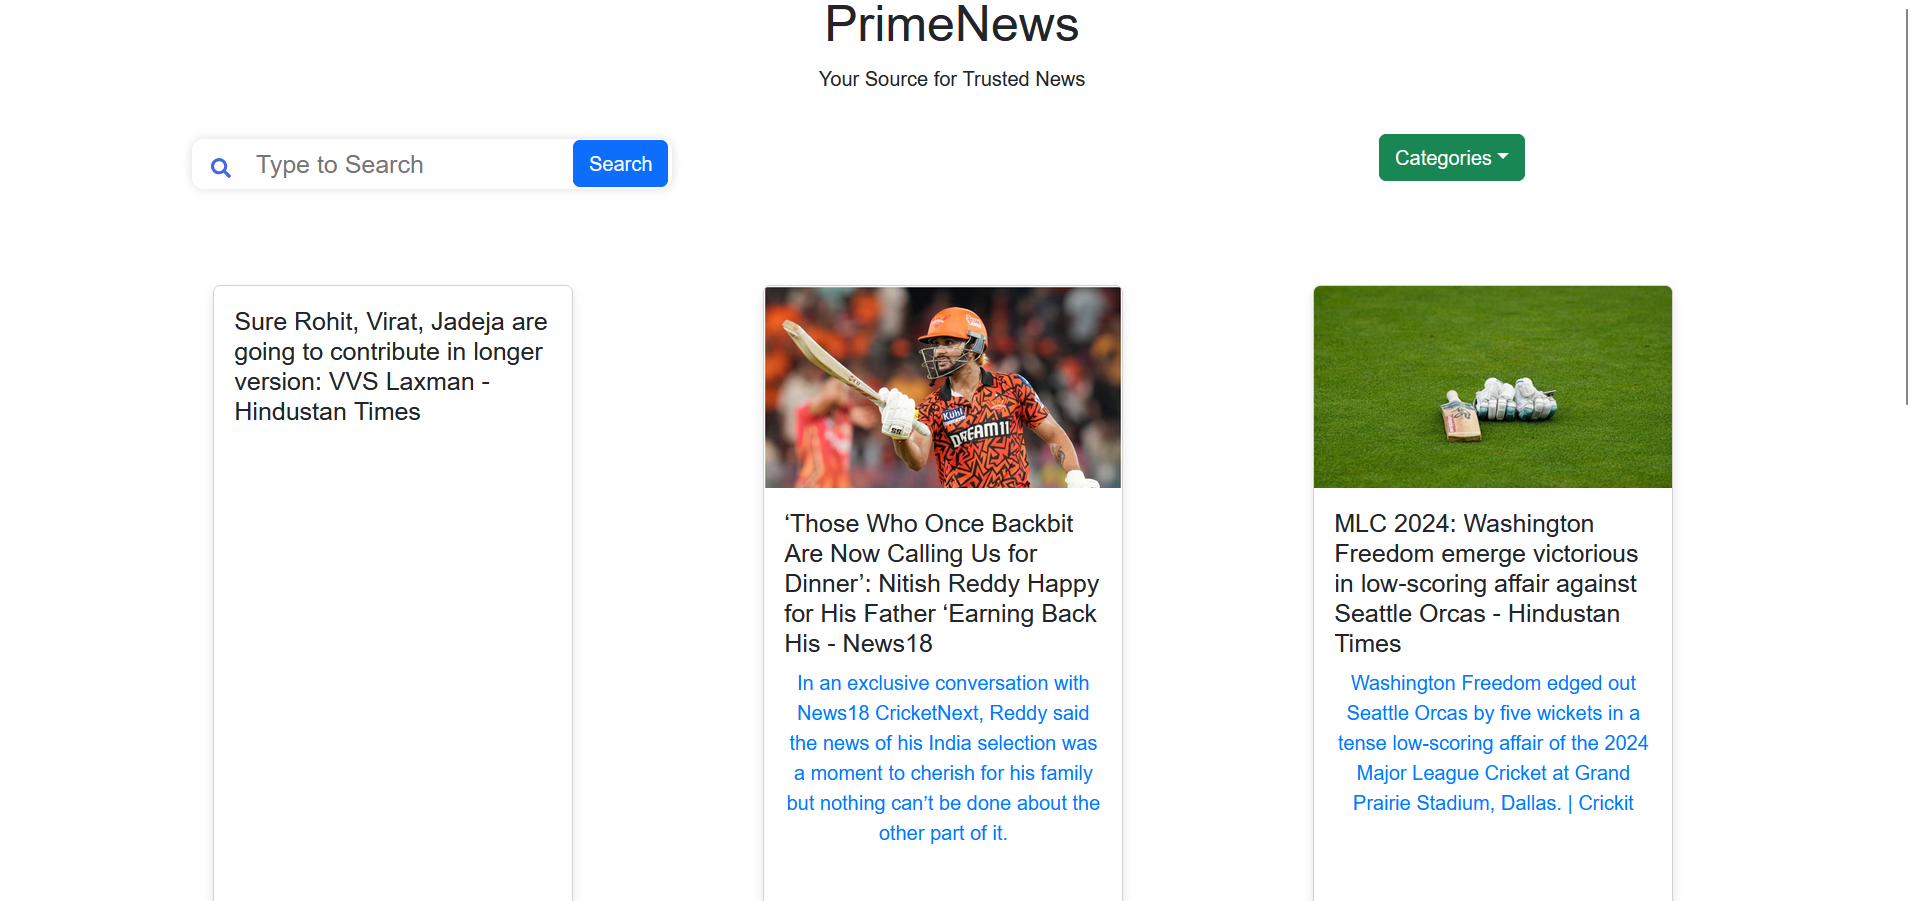 PrimeNews
Your Source for Trusted News
Type to Search
Search
Categories
Sure Rohit, Virat, Jadeja are
going to contribute in longer
version: VVS Laxman -
Hindustan Times
KUHL
DREAM11
SS
‘Those Who Once Backbit
Are Now Calling Us for
Dinner’: Nitish Reddy Happy
for His Father ‘Earning Back
His - News18
In an exclusive conversation with
News18 CricketNext, Reddy said
the news of his India selection was
a moment to cherish for his family
but nothing can’t be done about the
other part of it.
MLC 2024: Washington
Freedom emerge victorious
in low-scoring affair against
Seattle Orcas - Hindustan
Times
Washington Freedom edged out
Seattle Orcas by five wickets in a
tense low-scoring affair of the 2024
Major League Cricket at Grand
Prairie Stadium, Dallas. | Crickit